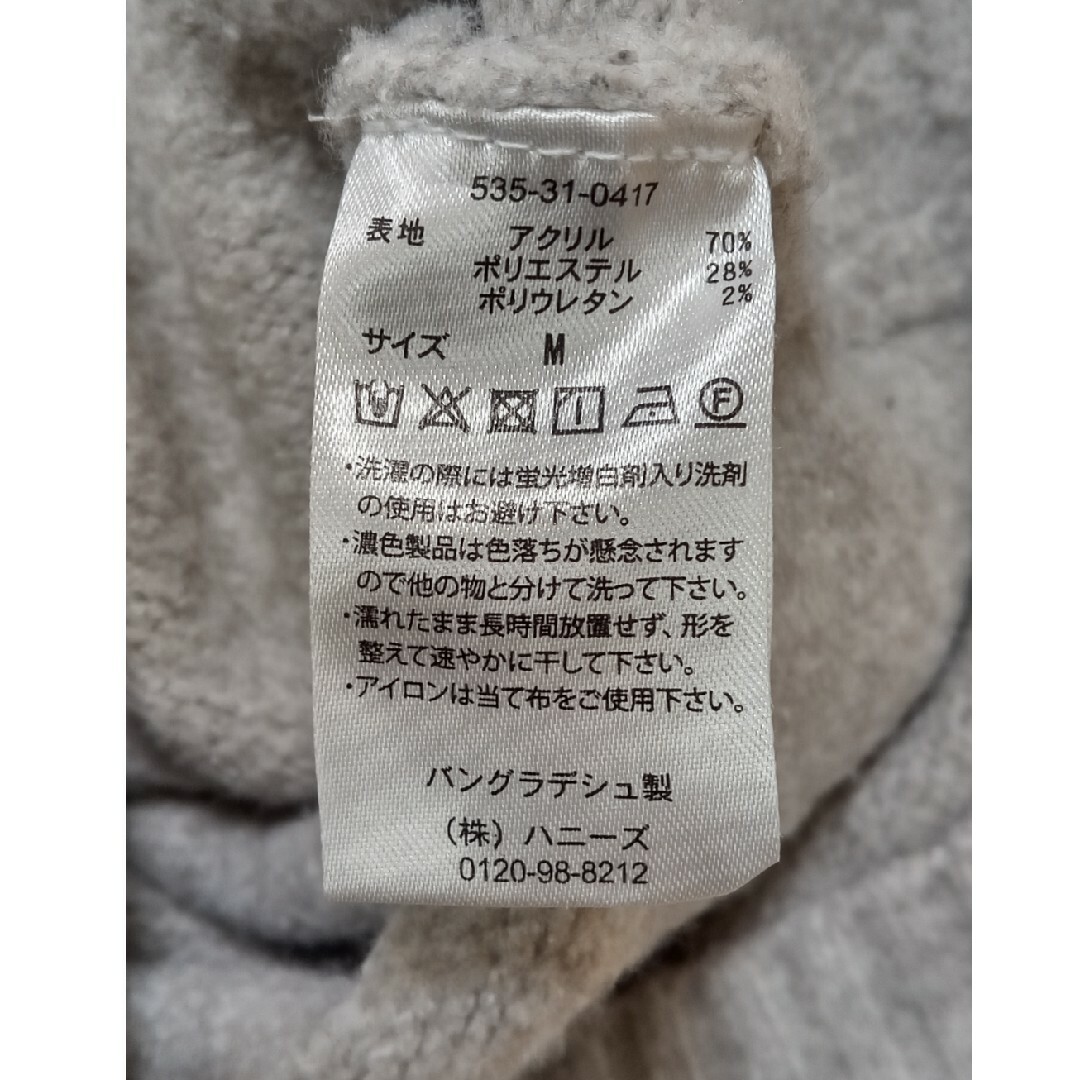 535-31-0417
表地 アクリル 70%
ポリエステル 28%
ポリウレタン 2%
サイズ M
Ⓕ
・洗濯の際には蛍光増白剤入り洗剤
の使用はお避け下さい。
・濃色製品は色落ちが懸念されます
ので他の物と分けて洗って下さい。
・濡れたまま長時間放置せず、形を
整えて速やかに干して下さい。
・アイロンは当て布をご使用下さい。
バングラデシュ製
(株) ハニーズ
0120-98-8212